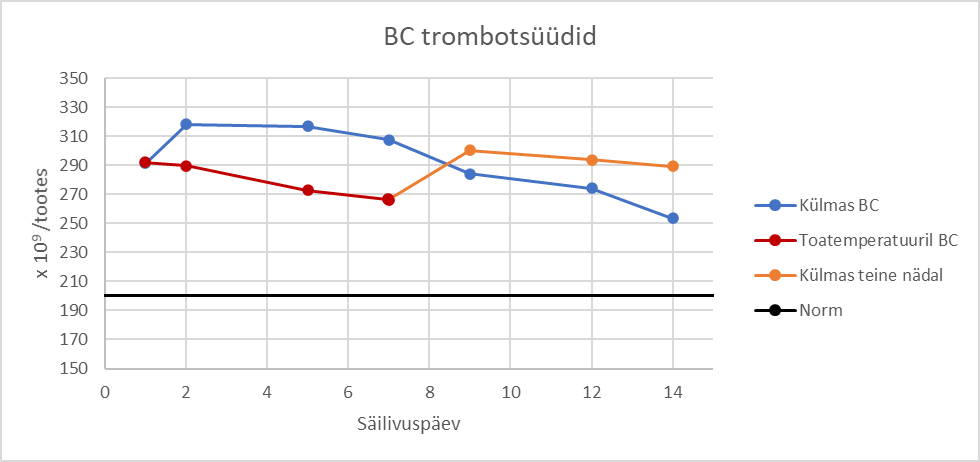 BC trombotsüüdid
x 10⁹ /tootes
350
330
310
290
270
250
230
210
190
170
150
0 2 4 6 8 10 12 14
Säilivuspäev
Külmas BC
Toatemperatuuril BC
Külmas teine nädal
Norm